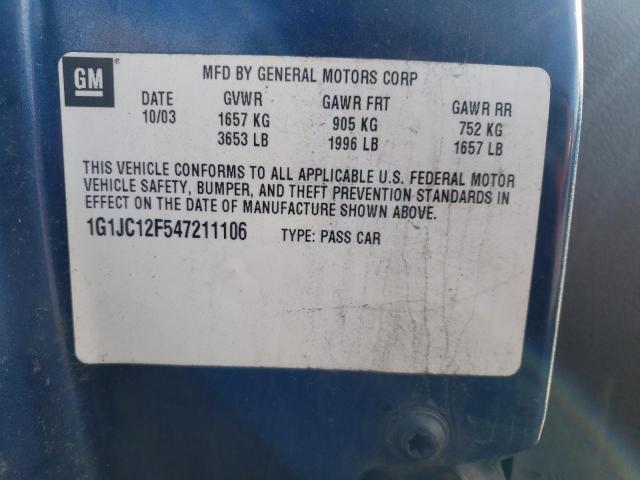 GM MFD BY GENERAL MOTORS CORP
DATE GVWR GAWR FRT GAWR RR
10/03 1657 KG 905 KG 752 KG
3653 LB 1996 LB 1657 LB
THIS VEHICLE CONFORMS TO ALL APPLICABLE U.S. FEDERAL MOTOR
VEHICLE SAFETY, BUMPER, AND THEFT PREVENTION STANDARDS IN
EFFECT ON THE DATE OF MANUFACTURE SHOWN ABOVE.
1G1JC12F547211106 TYPE: PASS CAR